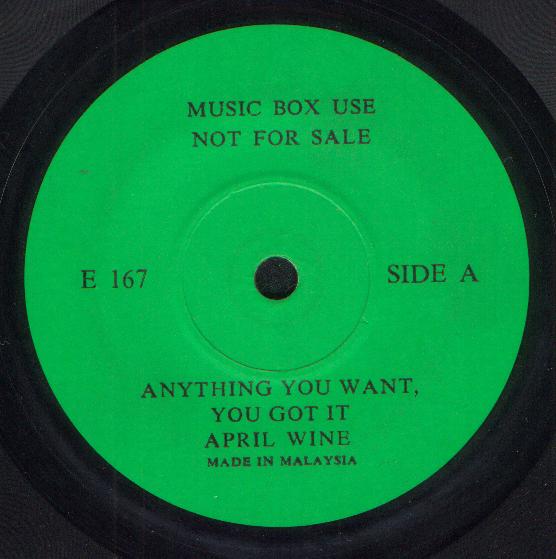 MUSIC BOX USE
NOT FOR SALE
E 167
SIDE A
ANYTHING YOU WANT,
YOU GOT IT
APRIL WINE
MADE IN MALAYSIA